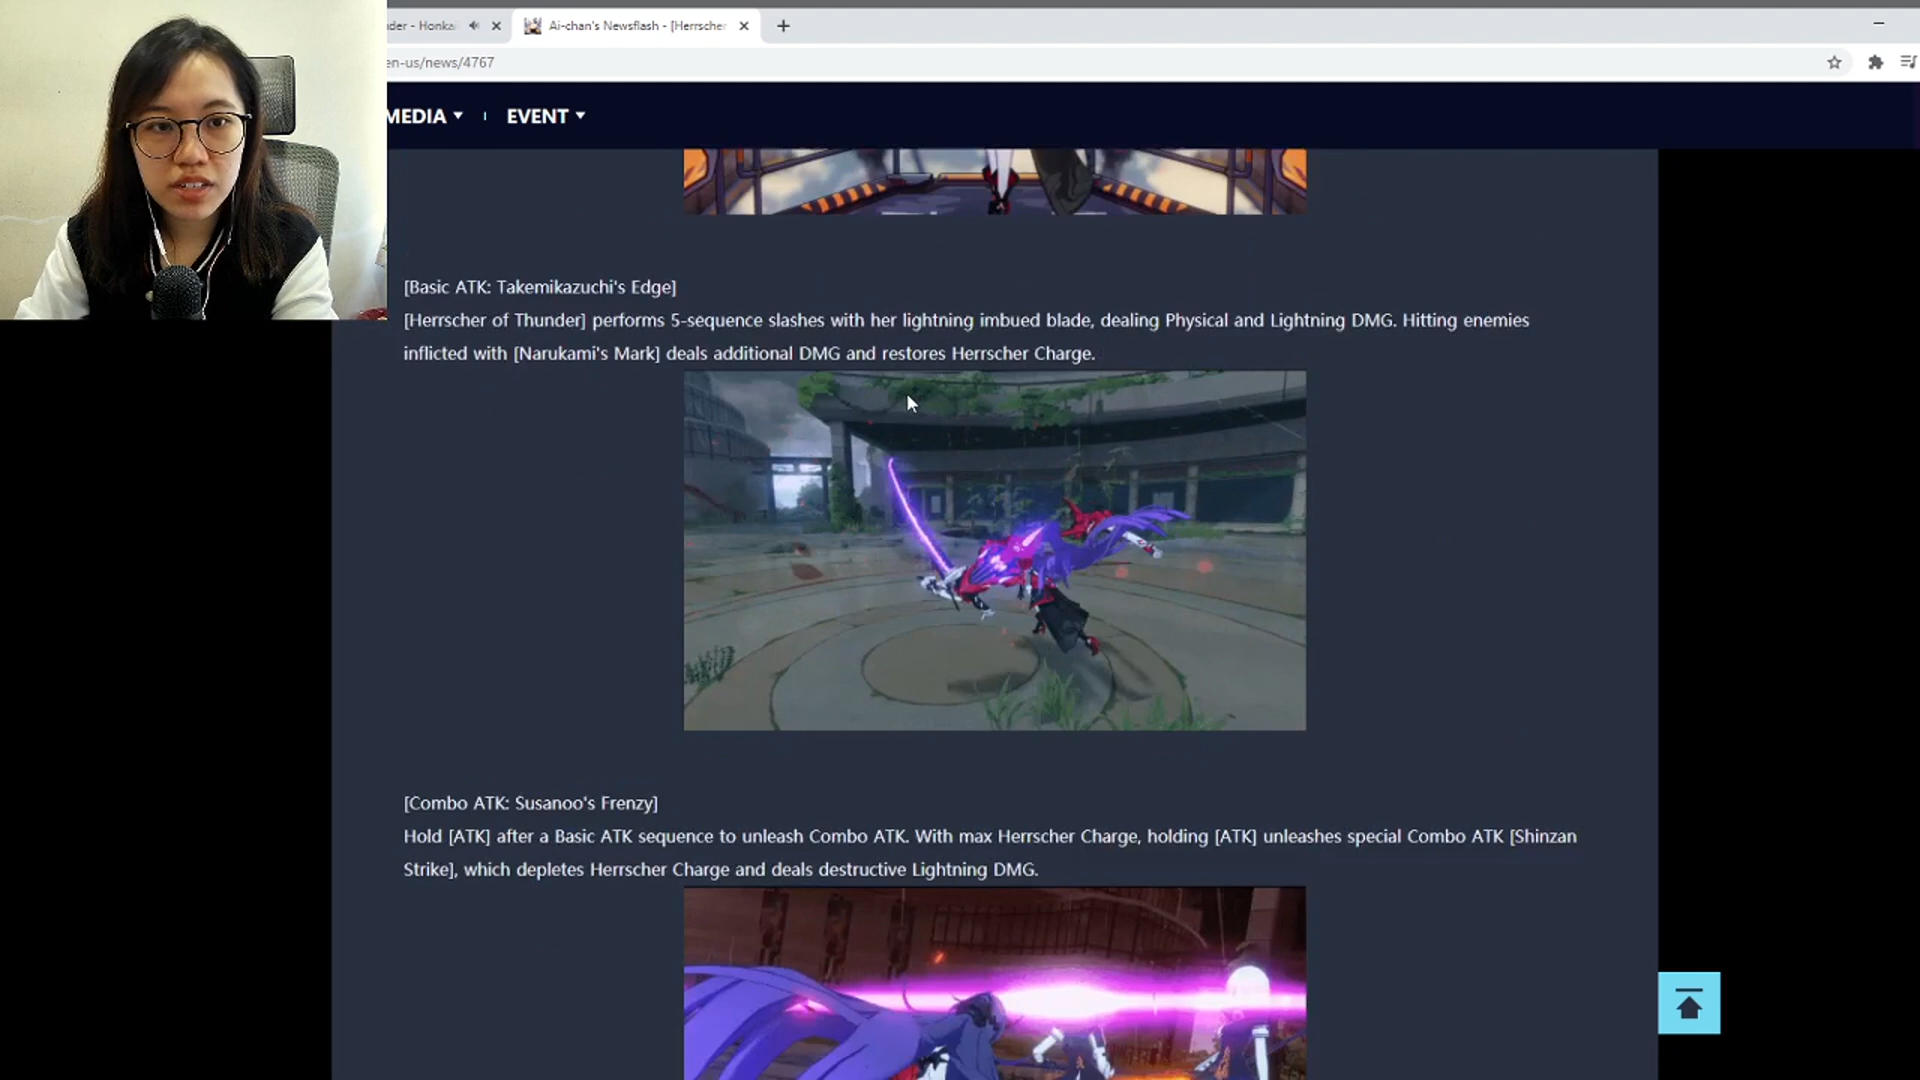 der - Honkai
Ai-chan's Newsflash - [Herrscher
en-us/news/4767
MEDIA
EVENT
[Basic ATK: Takemikazuchi's Edge]
[Herrscher of Thunder] performs 5-sequence slashes with her lightning imbued blade, dealing Physical and Lightning DMG. Hitting enemies
inflicted with [Narukami's Mark] deals additional DMG and restores Herrscher Charge.
[Combo ATK: Susanoo's Frenzy]
Hold [ATK] after a Basic ATK sequence to unleash Combo ATK. With max Herrscher Charge, holding [ATK] unleashes special Combo ATK [Shinzan
Strike], which depletes Herrscher Charge and deals destructive Lightning DMG.